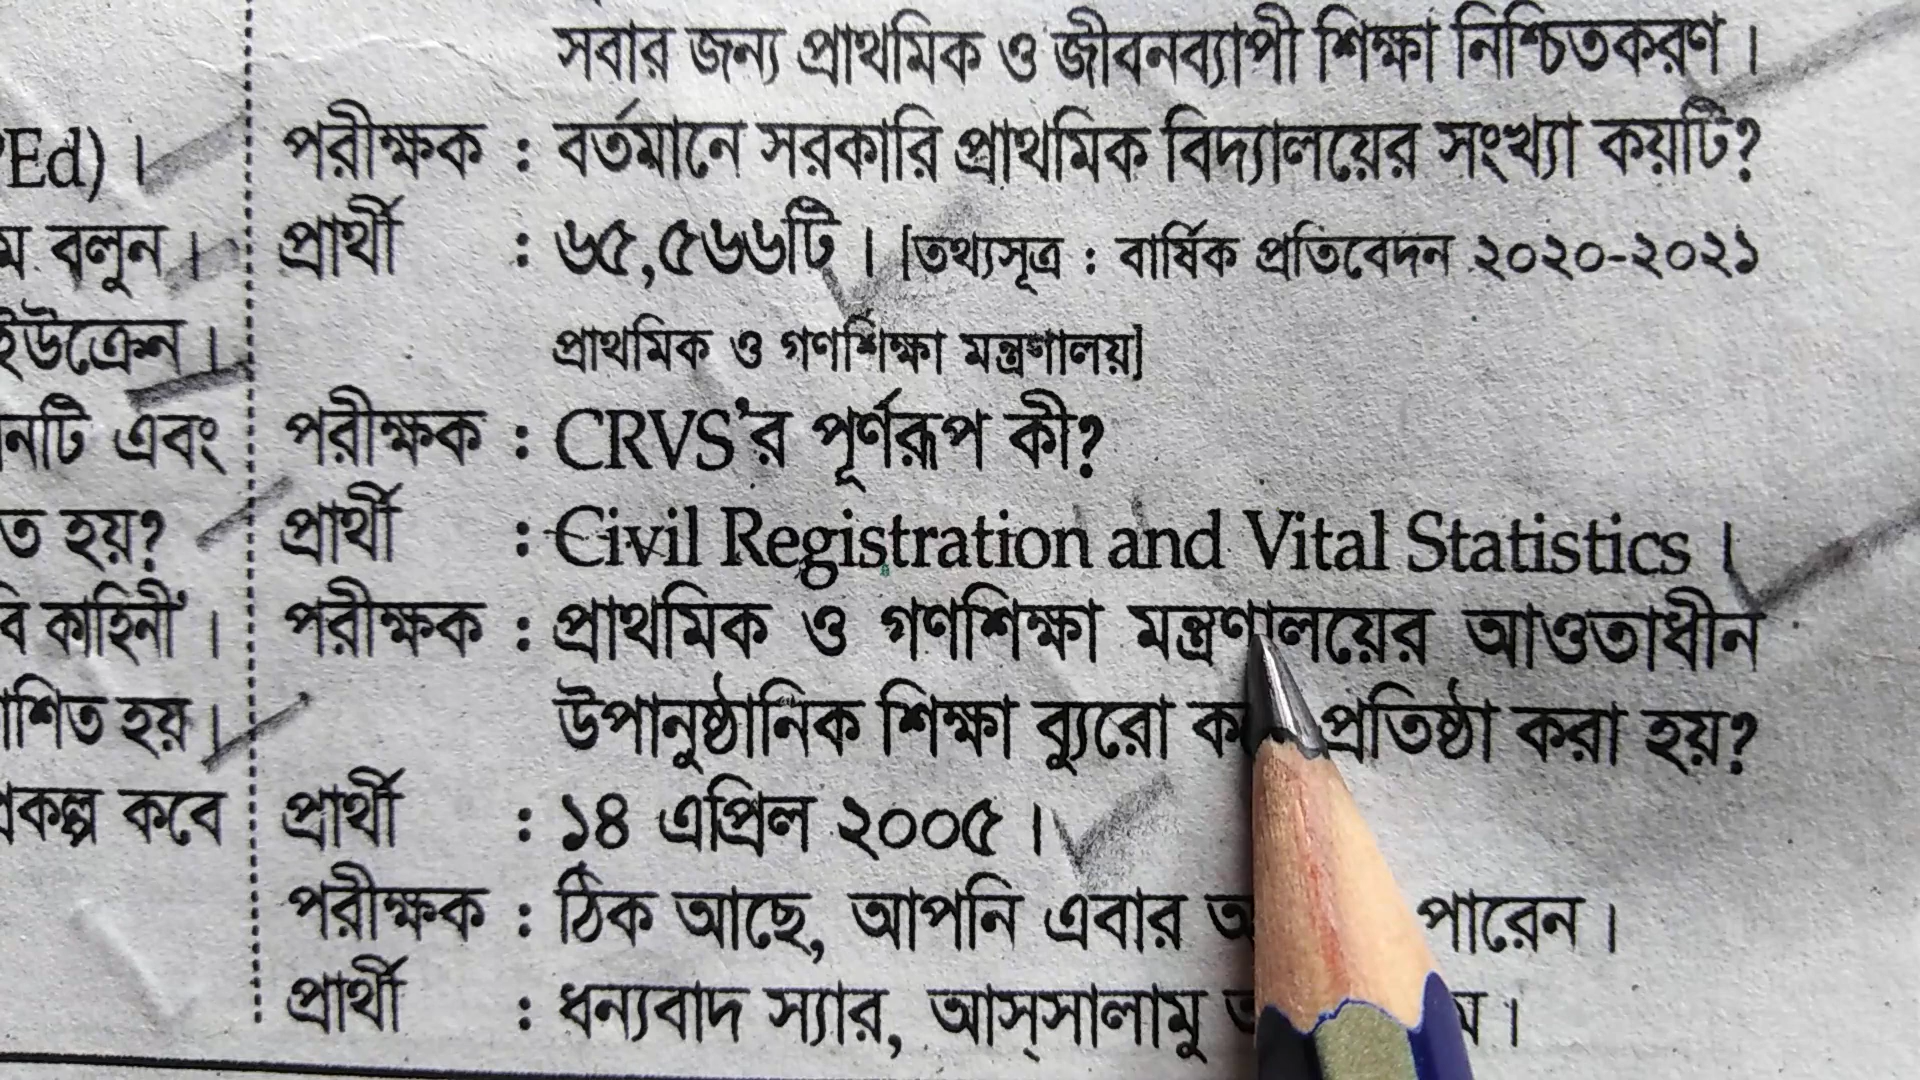 সবার জন্য প্রাথমিক ও জীবনব্যাপী শিক্ষা নিশ্চিতকরণ।
Ed)।
পরীক্ষক : বর্তমানে সরকারি প্রাথমিক বিদ্যালয়ের সংখ্যা কয়টি?
বলুন।
প্রার্থী : ৬৫,৫৬৬টি। [তথ্যসূত্র : বার্ষিক প্রতিবেদন ২০২০-২০২১
ইউক্রেন।
প্রাথমিক ও গণশিক্ষা মন্ত্রণালয়]
নটি এবং
পরীক্ষক : CRVS’র পূর্ণরূপ কী?
ত হয়?
প্রার্থী : Civil Registration and Vital Statistics।
কাহিনী’।
পরীক্ষক : প্রাথমিক ও গণশিক্ষা মন্ত্রণালয়ের আওতাধীন
শিত হয়।
উপানুষ্ঠানিক শিক্ষা ব্যুরো প্রতিষ্ঠা করা হয়?
কল্প কবে
প্রার্থী : ১৪ এপ্রিল ২০০৫।
পরীক্ষক : ঠিক আছে, আপনি এবার পারেন।
প্রার্থী : ধন্যবাদ স্যার, আস্সালামু